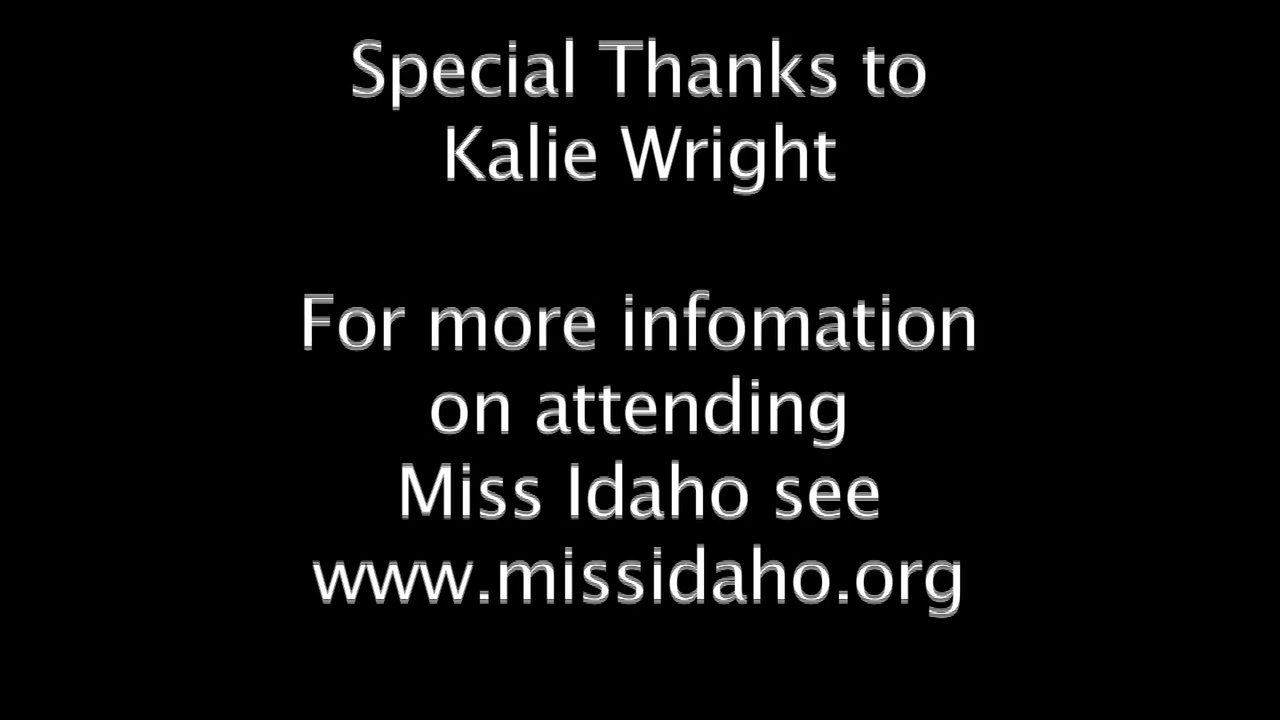 Special Thanks to
Kalie Wright
For more infomation
on attending
Miss Idaho see
www.missidaho.org